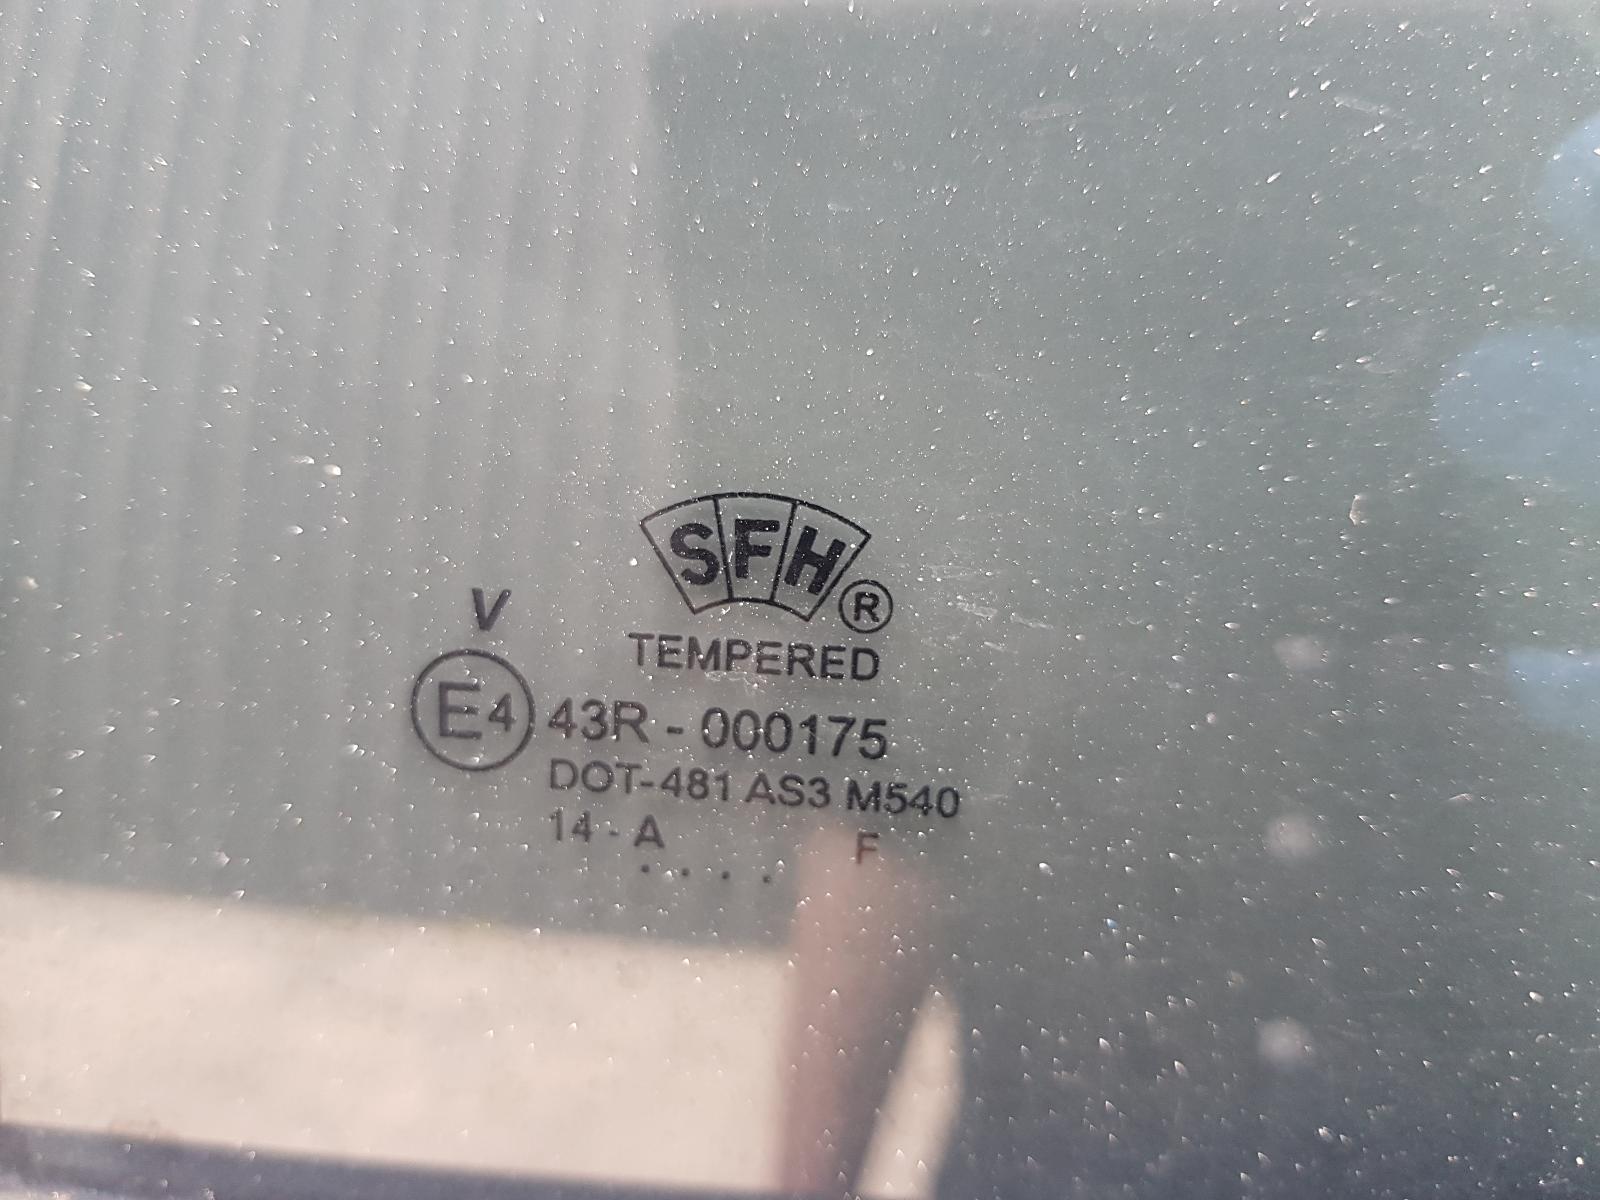 SFH®
TEMPERED
V
E4 43R - 000175
DOT-481 AS3 M540
14 - A F
. . . .